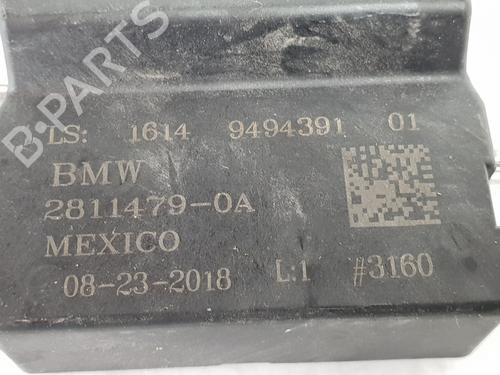 LS: 1614 9494391 01
BMW
2811479-0A
MEXICO
08-23-2018 L:1 #3160
B-PARTS